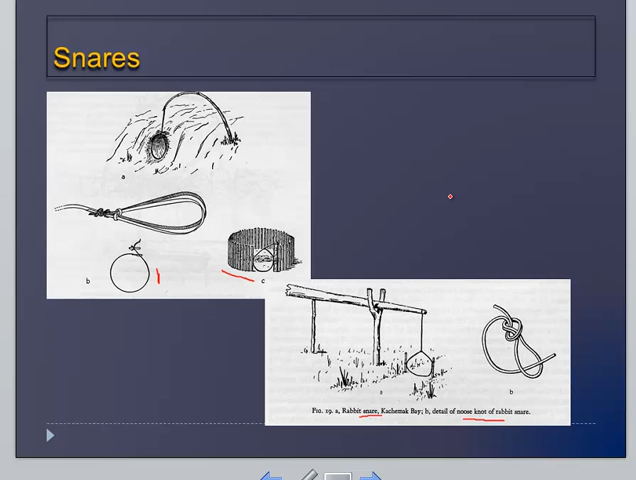 Snares
a
b
c
a
b
FIG. 19. a, Rabbit snare, Kachemak Bay; b, detail of noose knot of rabbit snare.